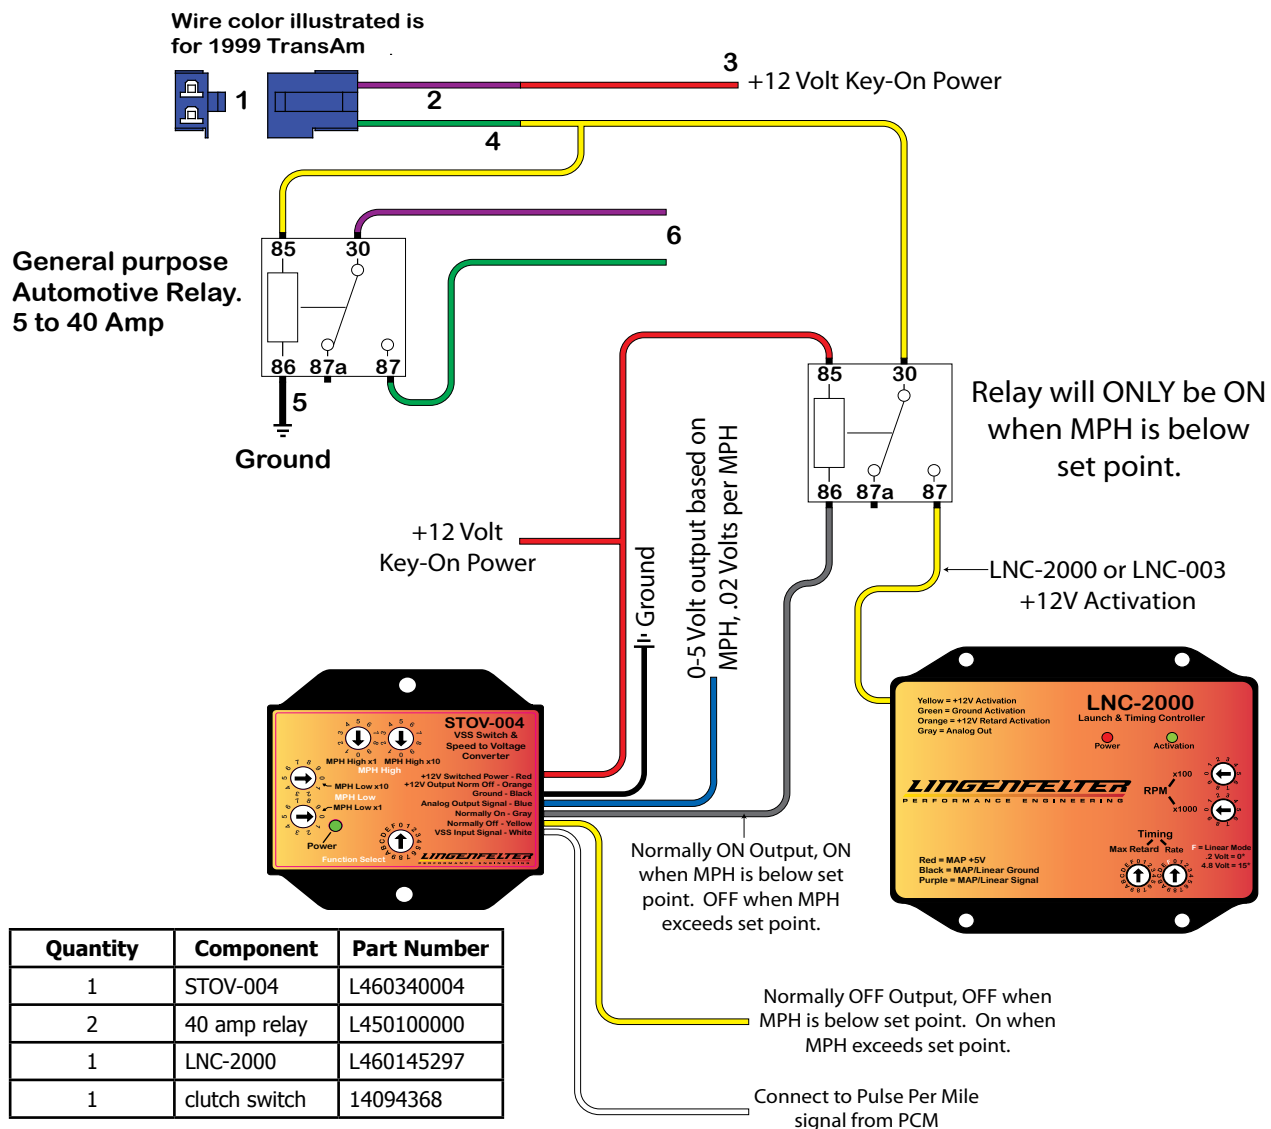 Wire color illustrated is
for 1999 TransAm
1
2
3
+12 Volt Key-On Power
4
General purpose
Automotive Relay.
5 to 40 Amp
85
30
6
86
87a
87
5
Ground
85
30
86
87a
87
Relay will ONLY be ON
when MPH is below
set point.
+12 Volt
Key-On Power
Ground
0-5 Volt output based on
MPH, .02 Volts per MPH
LNC-2000 or LNC-003
+12V Activation
STOV-004
VSS Switch &
Speed to Voltage
Converter
MPH High x1 MPH High x10
MPH High
MPH Low x10
MPH Low
MPH Low x1
+12V Switched Power - Red
+12V Output Norm Off - Orange
Ground - Black
Analog Output Signal - Blue
Normally On - Gray
Normally Off - Yellow
VSS Input Signal - White
Power
Function Select
LINGENFELTER
PERFORMANCE ENGINEERING
Yellow = +12V Activation
Green = Ground Activation
Orange = +12V Retard Activation
Gray = Analog Out
LNC-2000
Launch & Timing Controller
Power
Activation
LINGENFELTER
PERFORMANCE ENGINEERING
x100
RPM
x1000
Timing
Max Retard Rate
F = Linear Mode
.2 Volt = 0°
4.8 Volt = 15°
Red = MAP +5V
Black = MAP/Linear Ground
Purple = MAP/Linear Signal
Normally ON Output, ON
when MPH is below set
point. OFF when MPH
exceeds set point.
Normally OFF Output, OFF when
MPH is below set point. On when
MPH exceeds set point.
Connect to Pulse Per Mile
signal from PCM
Quantity Component Part Number
1 STOV-004 L460340004
2 40 amp relay L450100000
1 LNC-2000 L460145297
1 clutch switch 14094368